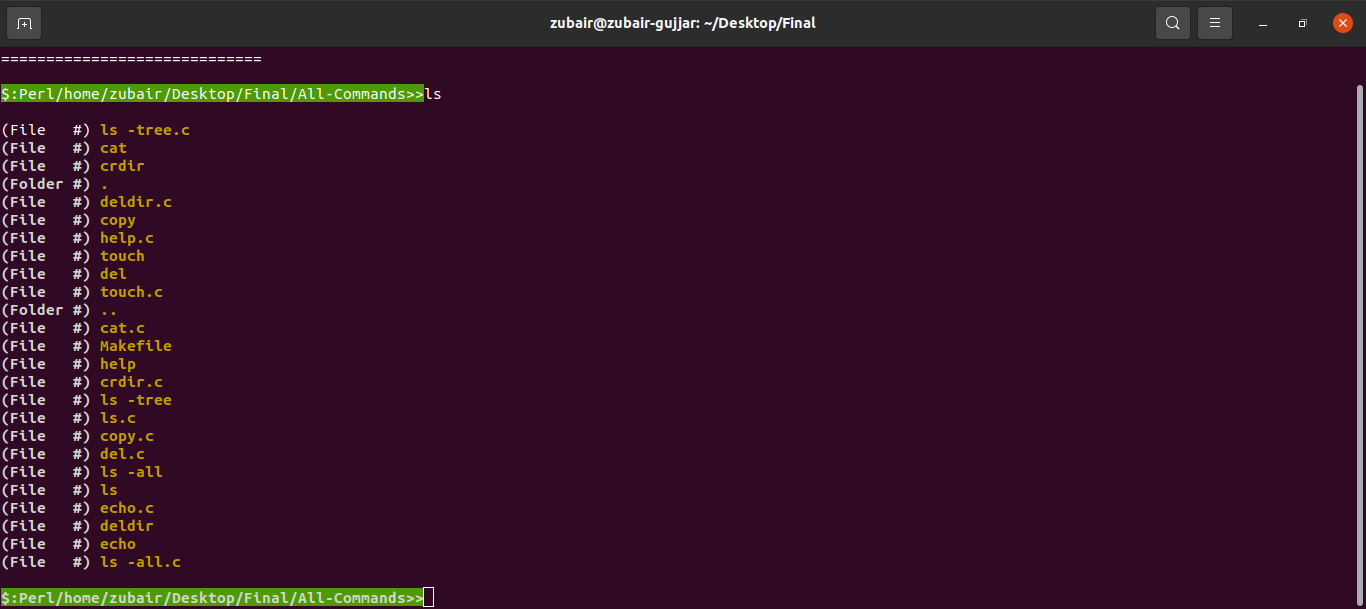 zubair@zubair-gujjar: ~/Desktop/Final
=============================
$:Perl/home/zubair/Desktop/Final/All-Commands>>ls
(File   #) ls -tree.c
(File   #) cat
(File   #) crdir
(Folder #) .
(File   #) deldir.c
(File   #) copy
(File   #) help.c
(File   #) touch
(File   #) del
(File   #) touch.c
(Folder #) ..
(File   #) cat.c
(File   #) Makefile
(File   #) help
(File   #) crdir.c
(File   #) ls -tree
(File   #) ls.c
(File   #) copy.c
(File   #) del.c
(File   #) ls -all
(File   #) ls
(File   #) echo.c
(File   #) deldir
(File   #) echo
(File   #) ls -all.c
$:Perl/home/zubair/Desktop/Final/All-Commands>>